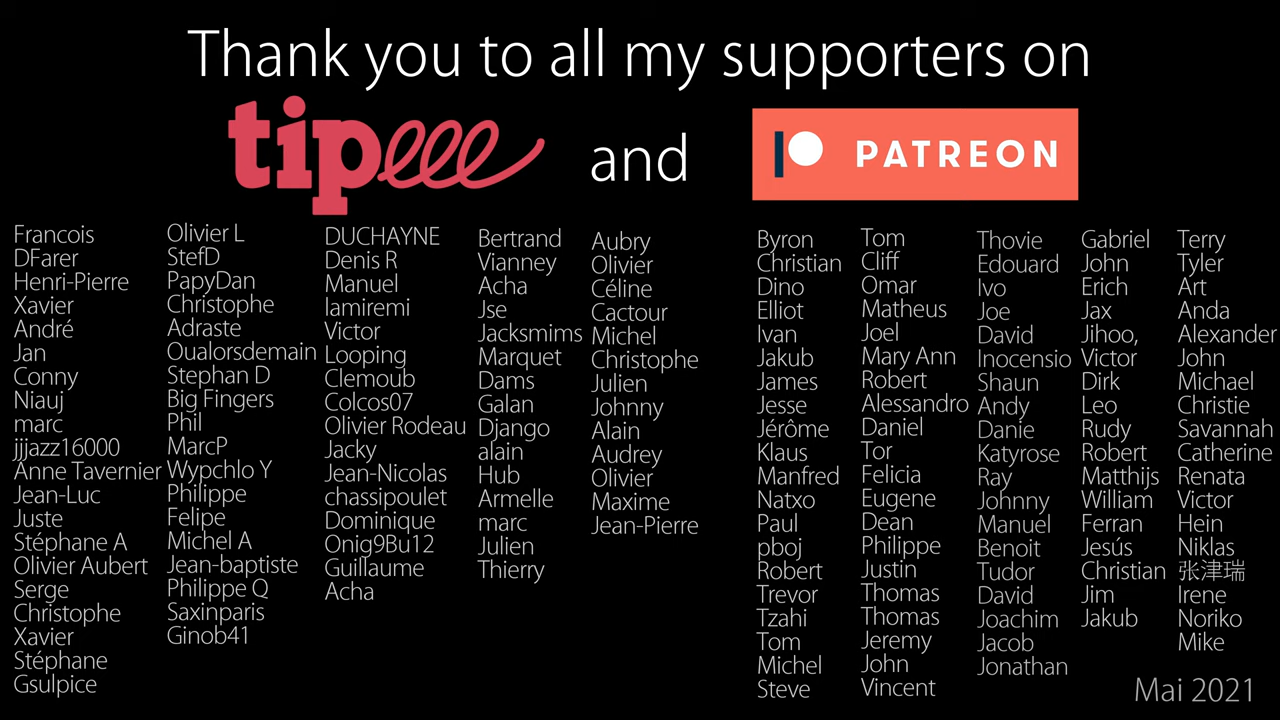 Thank you to all my supporters on
tipeee and PATREON
Francois
DFarer
Henri-Pierre
Xavier
André
Jan
Conny
Niauj
marc
jjjazz16000
Anne Tavernier
Jean-Luc
Juste
Stéphane A
Olivier Aubert
Serge
Christophe
Xavier
Stéphane
Gsulpice
Olivier L
StefD
PapyDan
Christophe
Adraste
Oualorsdemain
Stephan D
Big Fingers
Phil
MarcP
Wypchlo Y
Philippe
Felipe
Michel A
Jean-baptiste
Philippe Q
Saxinparis
Ginob41
DUCHAYNE
Denis R
Manuel
lamiremi
Victor
Looping
Clemoub
Colcos07
Olivier Rodeau
Jacky
Jean-Nicolas
chassipoulet
Dominique
Onig9Bu12
Guillaume
Acha
Bertrand
Vianney
Acha
Jse
Jacksmims
Marquet
Dams
Galan
Django
alain
Hub
Armelle
marc
Julien
Thierry
Aubry
Olivier
Céline
Cactour
Michel
Christophe
Julien
Johnny
Alain
Audrey
Olivier
Maxime
Jean-Pierre
Byron
Christian
Dino
Elliot
Ivan
Jakub
James
Jesse
Jérôme
Klaus
Manfred
Natxo
Paul
pboj
Robert
Trevor
Tzahi
Tom
Michel
Steve
Tom
Cliff
Omar
Matheus
Joel
Mary Ann
Robert
Alessandro
Daniel
Tor
Felicia
Eugene
Dean
Philippe
Justin
Thomas
Thomas
Jeremy
John
Vincent
Thovie
Edouard
Ivo
Joe
David
Inocensio
Shaun
Andy
Danie
Katyrose
Ray
Johnny
Manuel
Benoit
Tudor
David
Joachim
Jacob
Jonathan
Gabriel
John
Erich
Jax
Jihoo,
Victor
Dirk
Leo
Rudy
Robert
Matthijs
William
Ferran
Jesús
Christian
Jim
Jakub
Terry
Tyler
Art
Anda
Alexander
John
Michael
Christie
Savannah
Catherine
Renata
Victor
Hein
Niklas
张津瑞
Irene
Noriko
Mike
Mai 2021